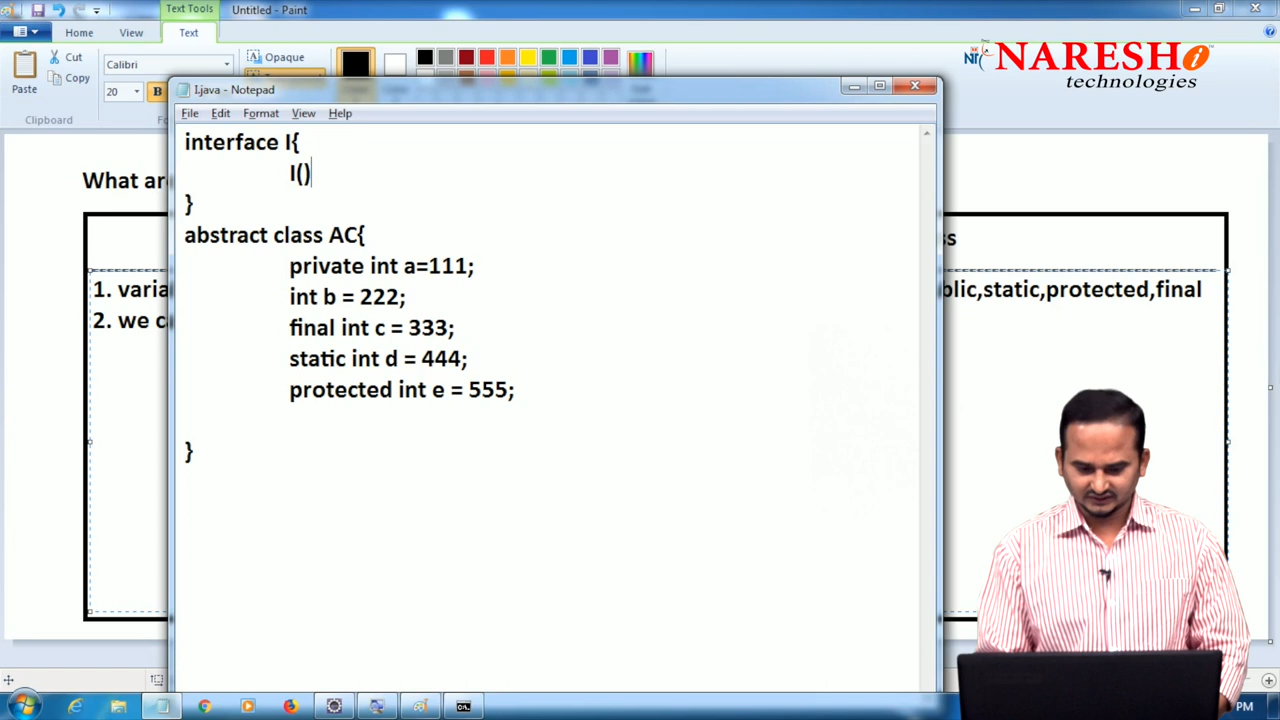 Text Tools
Untitled - Paint
Home
View
Text
Cut
Copy
Paste
Clipboard
Calibri
20
B
Opaque
NARESH i
technologies
I.java - Notepad
File Edit Format View Help
interface I{
I()
}
abstract class AC{
private int a=111;
int b = 222;
final int c = 333;
static int d = 444;
protected int e = 555;
}
What
1. varia
blic,static,protected,final
2. we c
PM